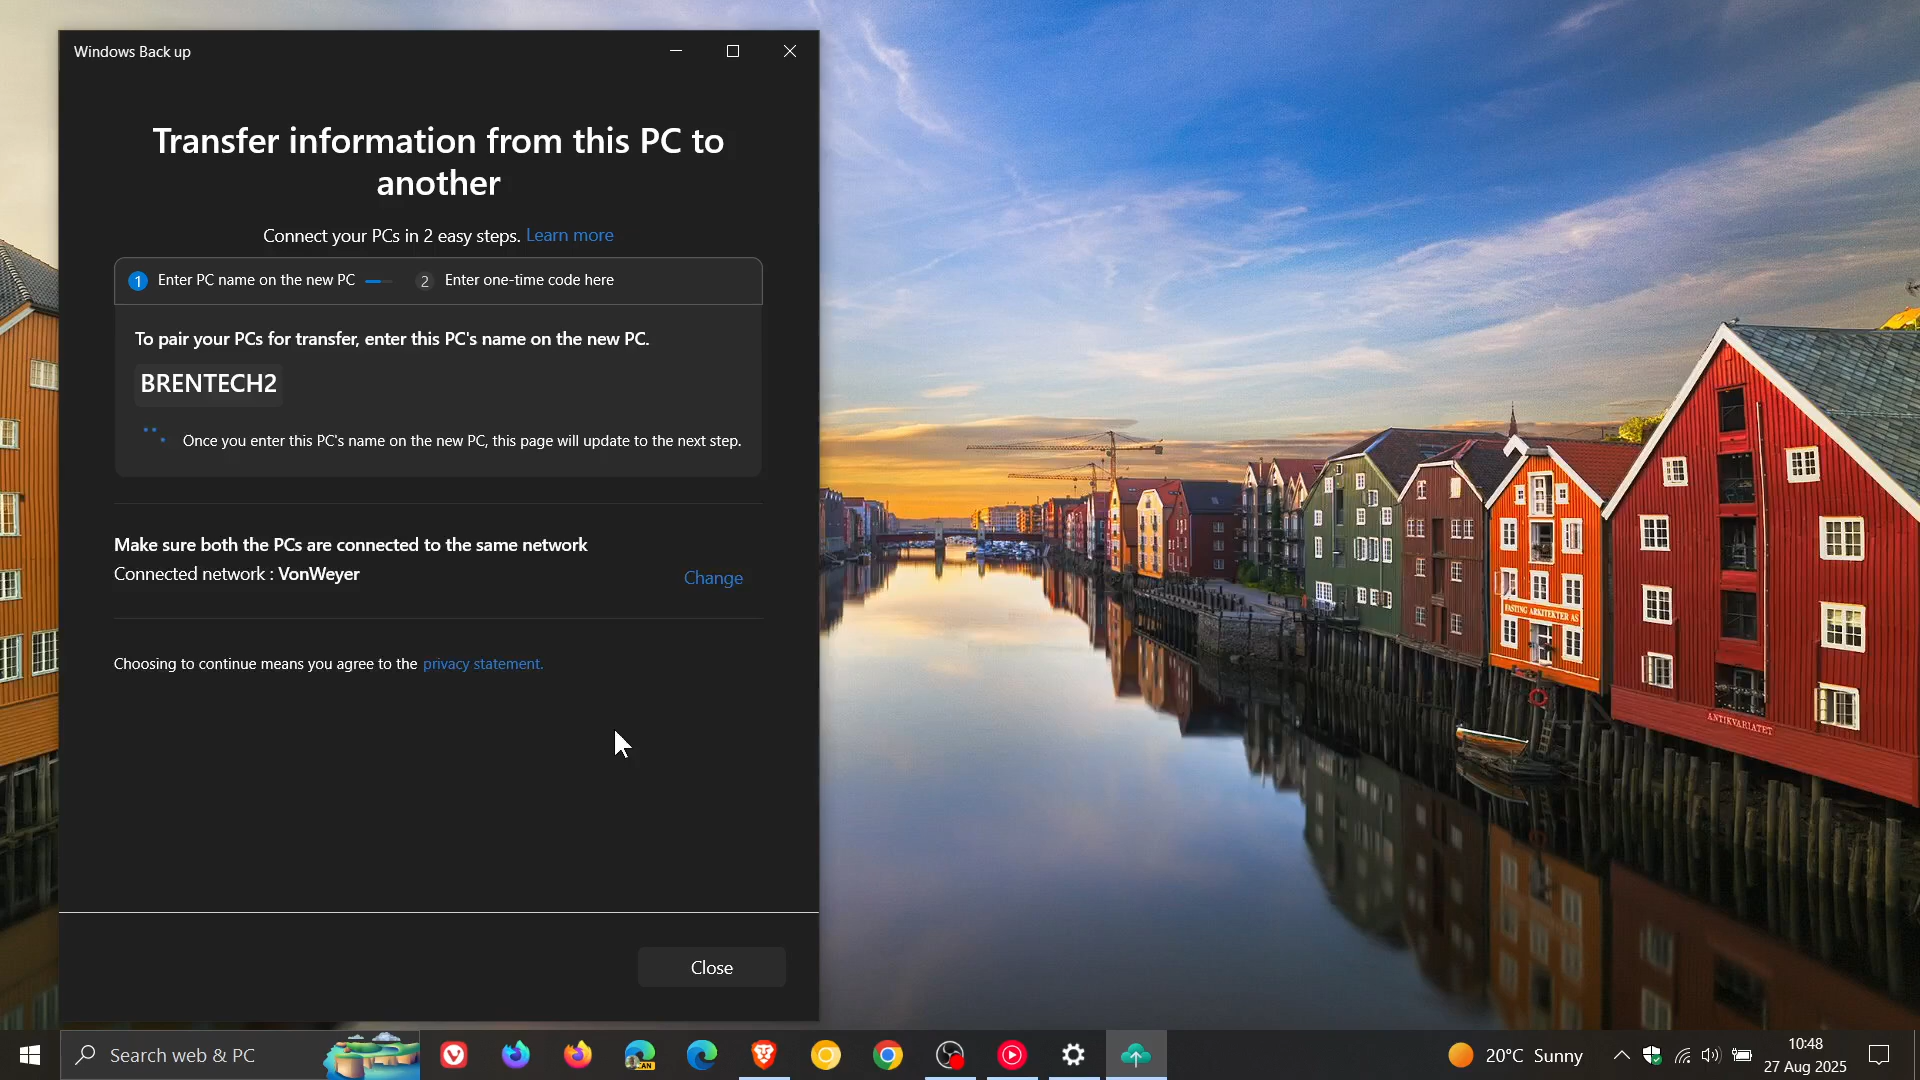 Windows Back up
Transfer information from this PC to
another
Connect your PCs in 2 easy steps. Learn more
1 Enter PC name on the new PC 2 Enter one-time code here
To pair your PCs for transfer, enter this PC's name on the new PC.
BRENTECH2
Once you enter this PC's name on the new PC, this page will update to the next step.
Make sure both the PCs are connected to the same network
Connected network : VonWeyer
Change
Choosing to continue means you agree to the privacy statement.
Close
FASTING ARKITEKTER AS
ANTIKVARIATET
Search web & PC
CAN
20°C Sunny
10:48
27 Aug 2025